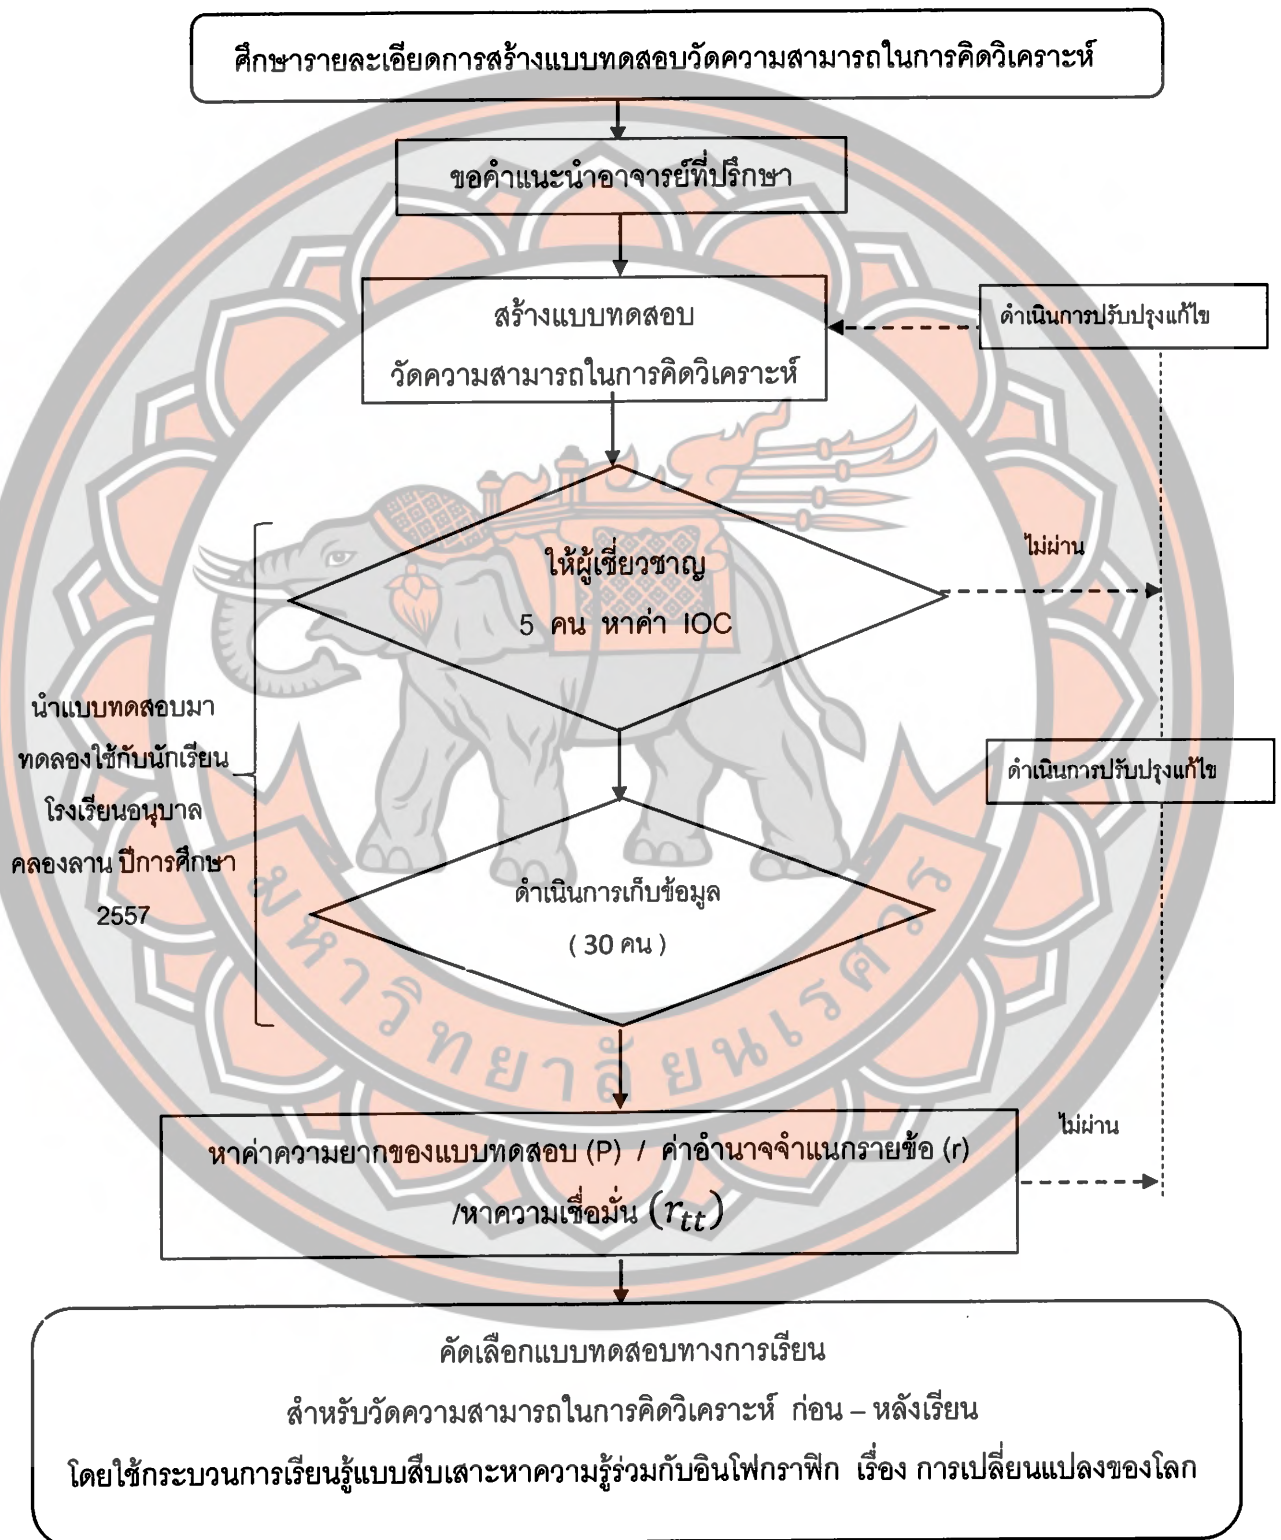 ศึกษารายละเอียดการสร้างแบบทดสอบวัดความสามารถในการคิดวิเคราะห์
ขอคำแนะนำอาจารย์ที่ปรึกษา
สร้างแบบทดสอบ
วัดความสามารถในการคิดวิเคราะห์
ดำเนินการปรับปรุงแก้ไข
ให้ผู้เชี่ยวชาญ
5 คน หาค่า IOC
ไม่ผ่าน
นำแบบทดสอบมา
ทดลองใช้กับนักเรียน
โรงเรียนอนุบาล
คลองลาน ปีการศึกษา
2557
ดำเนินการปรับปรุงแก้ไข
ดำเนินการเก็บข้อมูล
( 30 คน )
มหาวิทยาลัยนเรศวร
หาค่าความยากของแบบทดสอบ (P) / ค่าอำนาจจำแนกรายข้อ (r)
/หาความเชื่อมั่น (r_{tt})
ไม่ผ่าน
คัดเลือกแบบทดสอบทางการเรียน
สำหรับวัดความสามารถในการคิดวิเคราะห์ ก่อน – หลังเรียน
โดยใช้กระบวนการเรียนรู้แบบสืบเสาะหาความรู้ร่วมกับอินโฟกราฟิก เรื่อง การเปลี่ยนแปลงของโลก